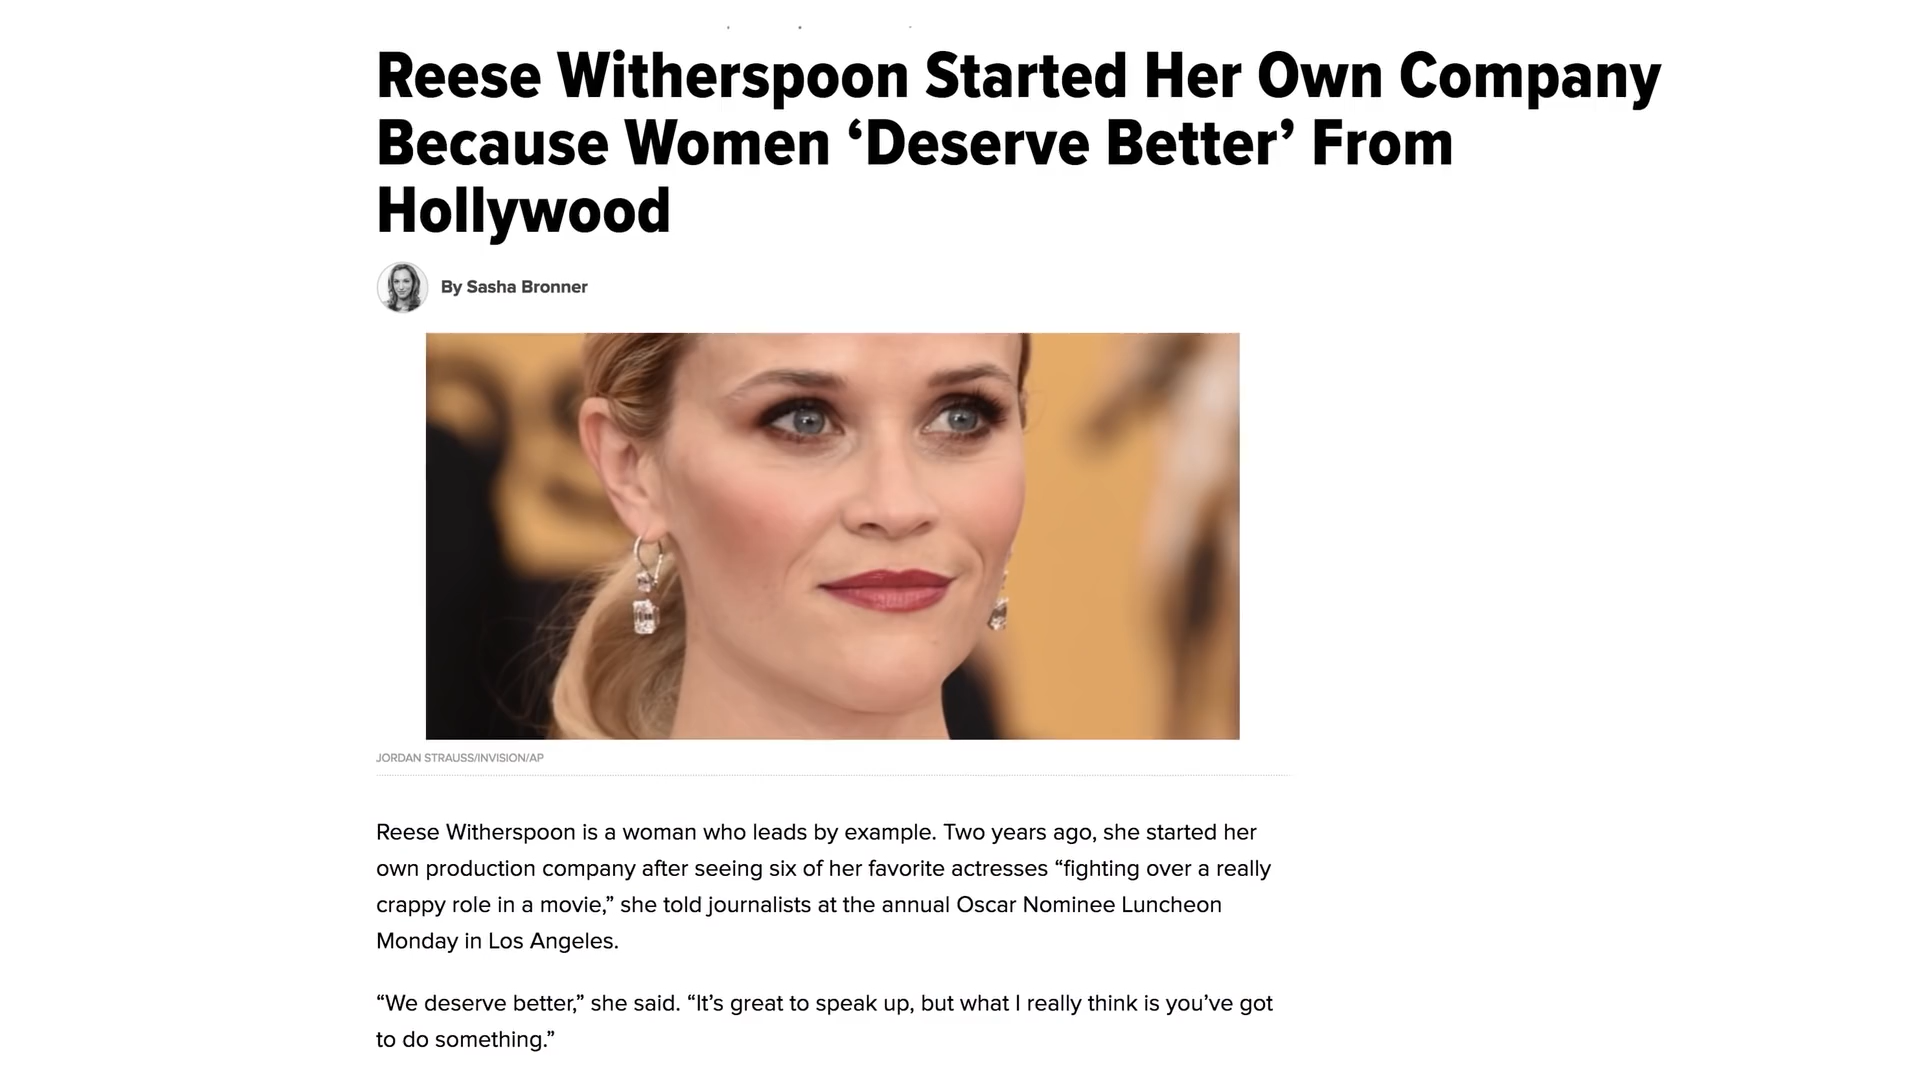 Reese Witherspoon Started Her Own Company
Because Women ‘Deserve Better’ From
Hollywood
By Sasha Bronner
JORDAN STRAUSS/INVISION/AP
Reese Witherspoon is a woman who leads by example. Two years ago, she started her
own production company after seeing six of her favorite actresses “fighting over a really
crappy role in a movie,” she told journalists at the annual Oscar Nominee Luncheon
Monday in Los Angeles.
“We deserve better,” she said. “It’s great to speak up, but what I really think is you’ve got
to do something.”